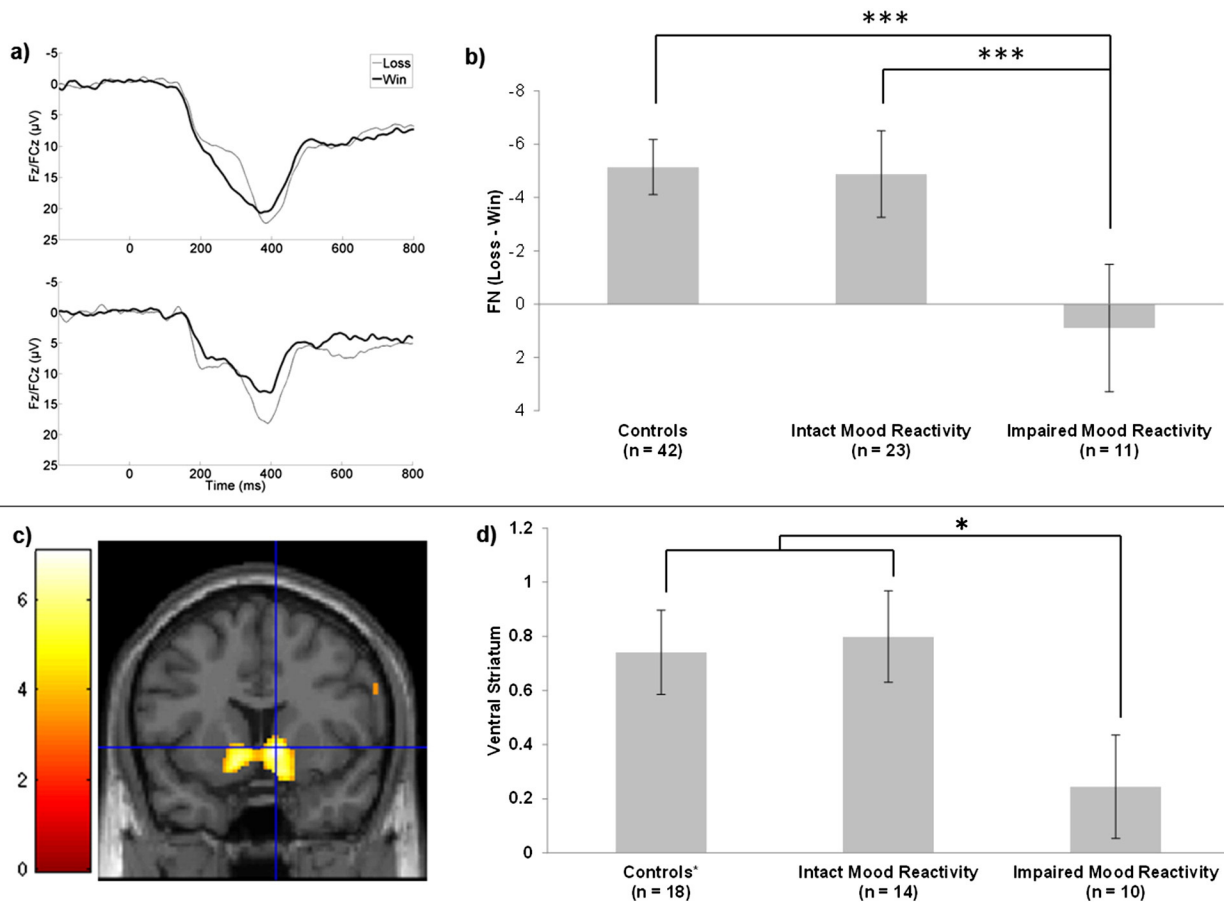 a)
-5
0
5
10
15
20
25
Fz/FCz (µV)
Loss
Win
0 200 400 600 800
-5
0
5
10
15
20
25
Fz/FCz (µV)
0 200 400 600 800
Time (ms)
b)
***
***
-8
-6
-4
-2
0
2
4
FN (Loss - Win)
Controls
(n = 42)
Intact Mood Reactivity
(n = 23)
Impaired Mood Reactivity
(n = 11)
c)
6
4
2
0
d)
*
1.2
1
0.8
0.6
0.4
0.2
0
Ventral Striatum
Controls*
(n = 18)
Intact Mood Reactivity
(n = 14)
Impaired Mood Reactivity
(n = 10)